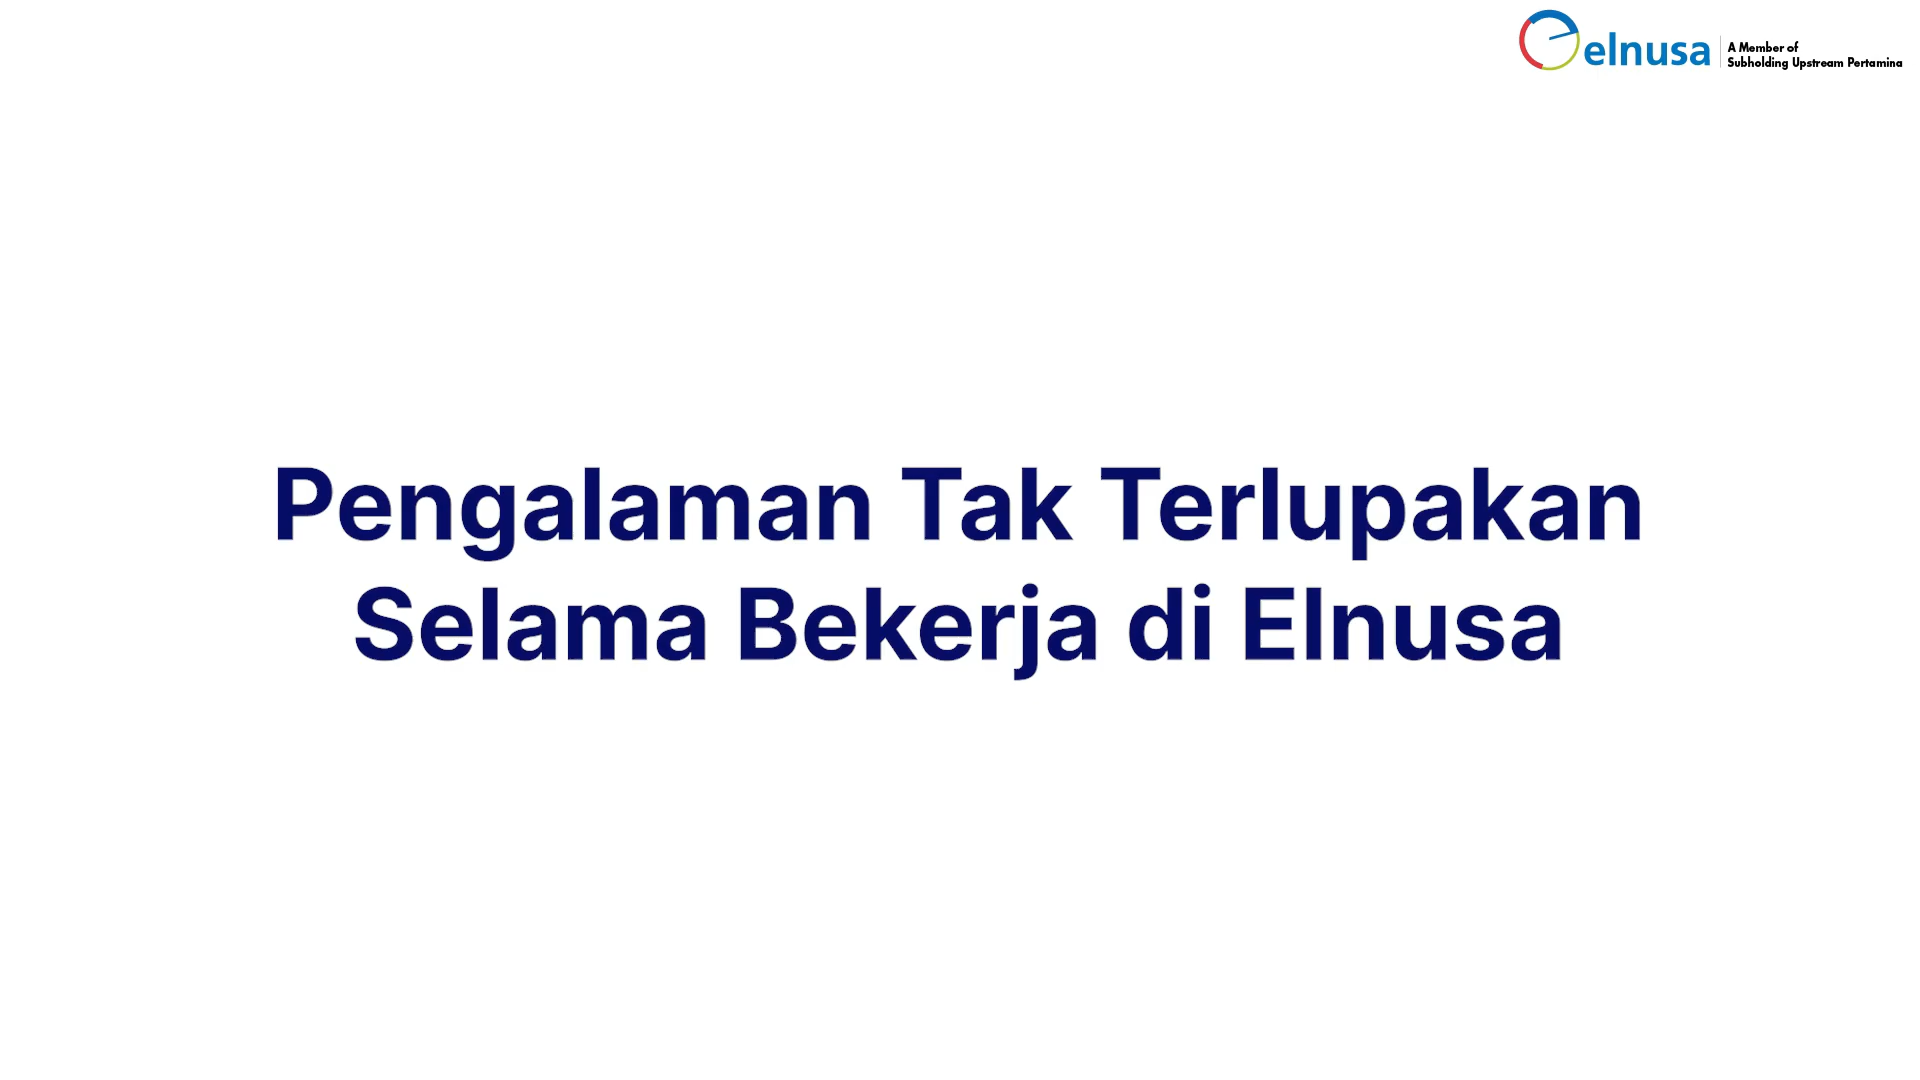 elnusa
A Member of
Subholding Upstream Pertamina
Pengalaman Tak Terlupakan
Selama Bekerja di Elnusa